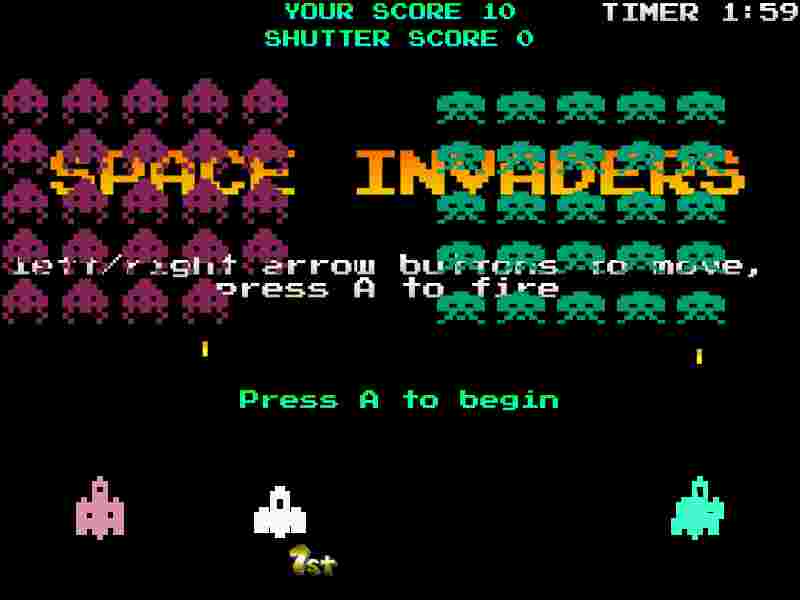 YOUR SCORE 10
TIMER 1:59
SHUTTER SCORE 0
SPACE INVADERS
left/right arrow buttons to move,
press A to fire
Press A to begin
1st